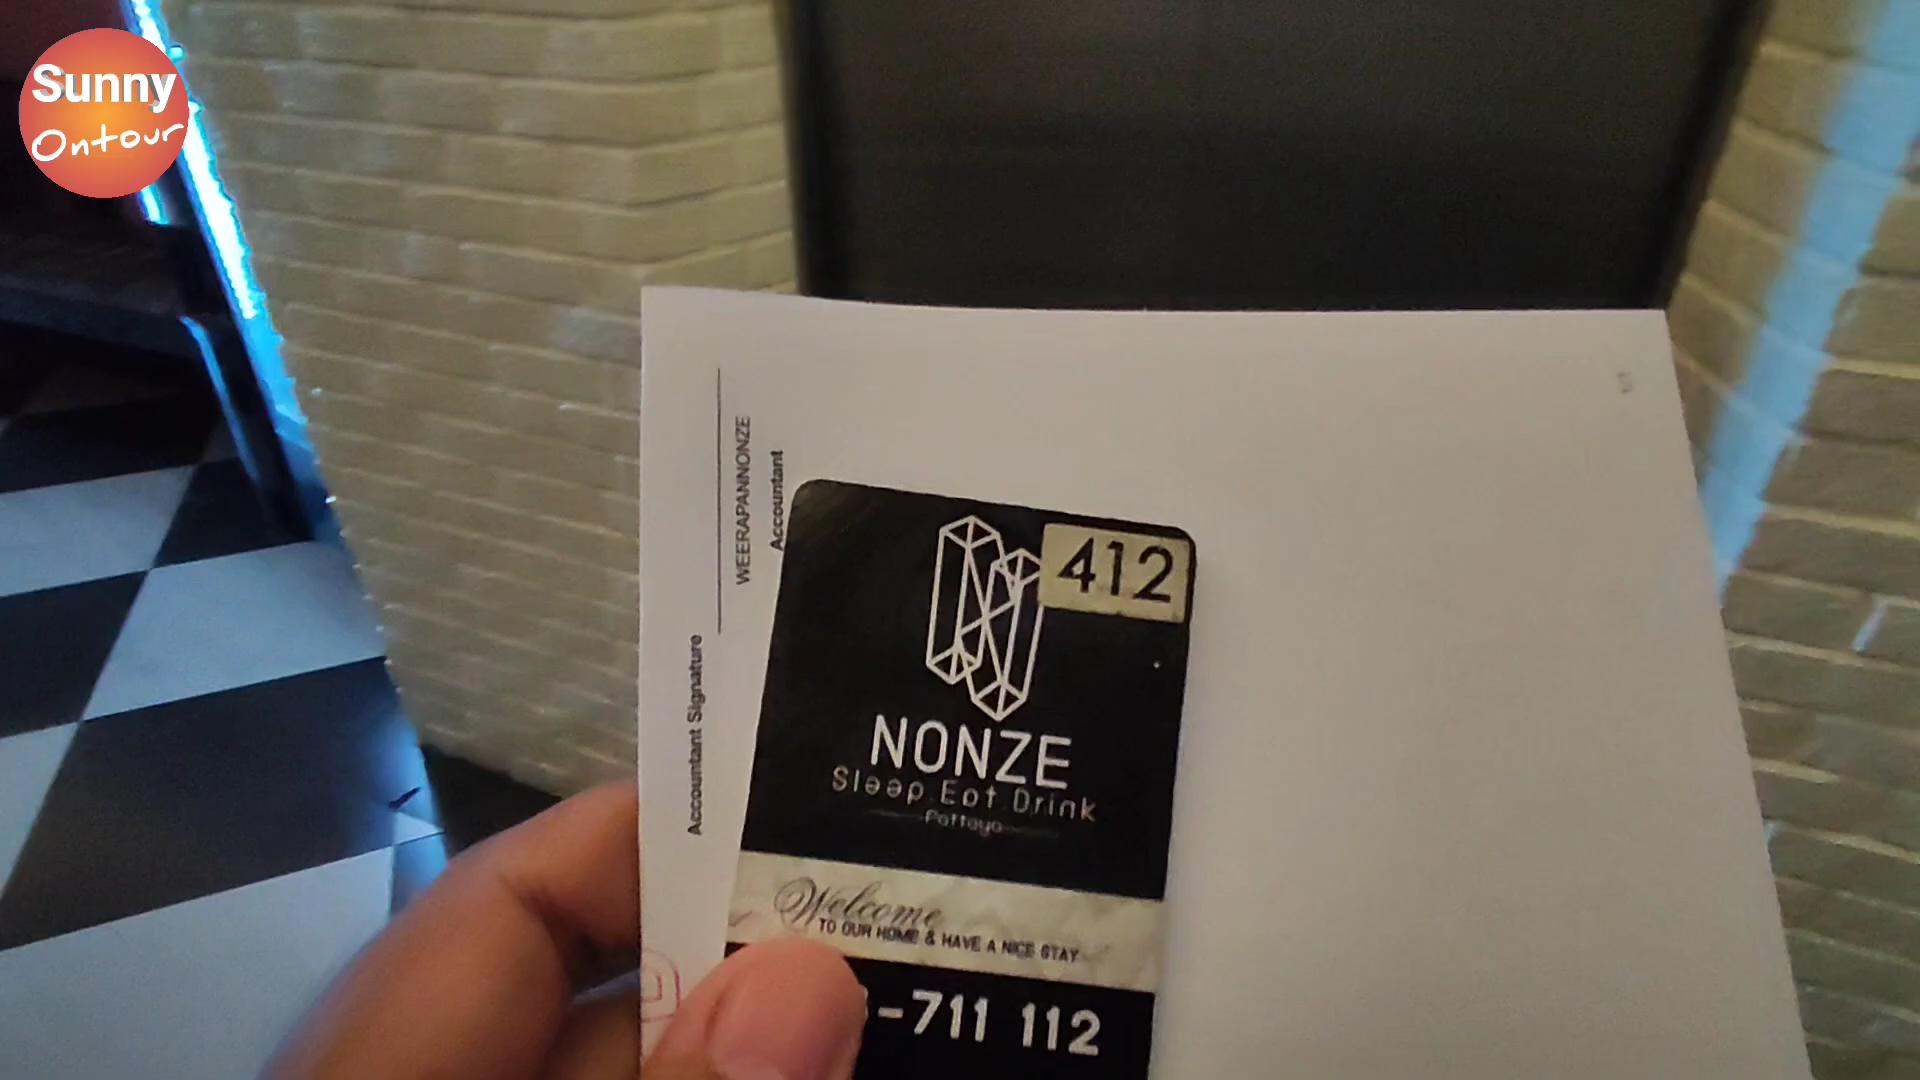 Sunny
Ontour
WEERAPANNONZE
Accountant
Accountant Signature
412
NONZE
Sleep.Eat.Drink
Pattaya
Welcome
TO OUR HOME & HAVE A NICE STAY
-711 112